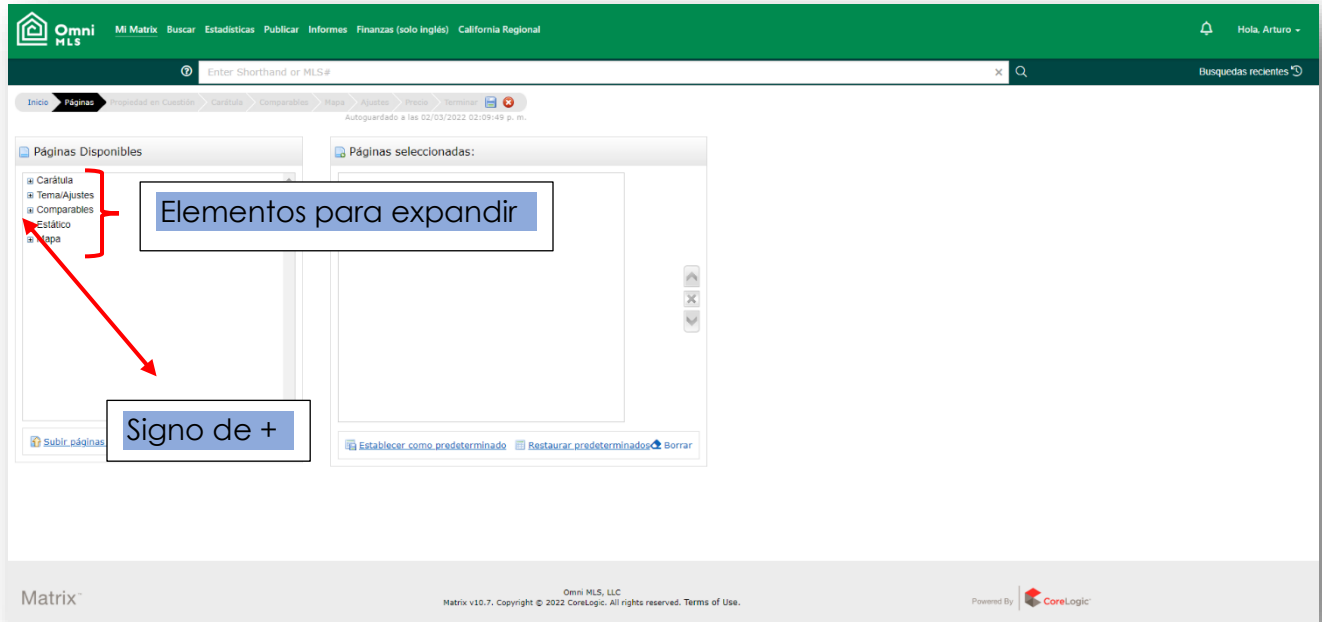 Omni
MLS
Mi Matrix Buscar Estadísticas Publicar Informes Finanzas (solo inglés) California Regional
Hola, Arturo
Enter Shorthand or MLS#
Busquedas recientes
Inicio Páginas Propiedad en Cuestión Carátula Comparables Mapa Ajustes Precio Terminar
Autoguardado a las 02/03/2022 02:09:49 p. m.
Páginas Disponibles
Páginas seleccionadas:
Carátula
Tema/Ajustes
Comparables
Estático
Mapa
Elementos para expandir
Signo de +
Subir páginas
Establecer como predeterminado Restaurar predeterminados Borrar
Matrix™
Omni MLS, LLC
Matrix v10.7, Copyright © 2022 CoreLogic. All rights reserved. Terms of Use.
Powered By CoreLogic